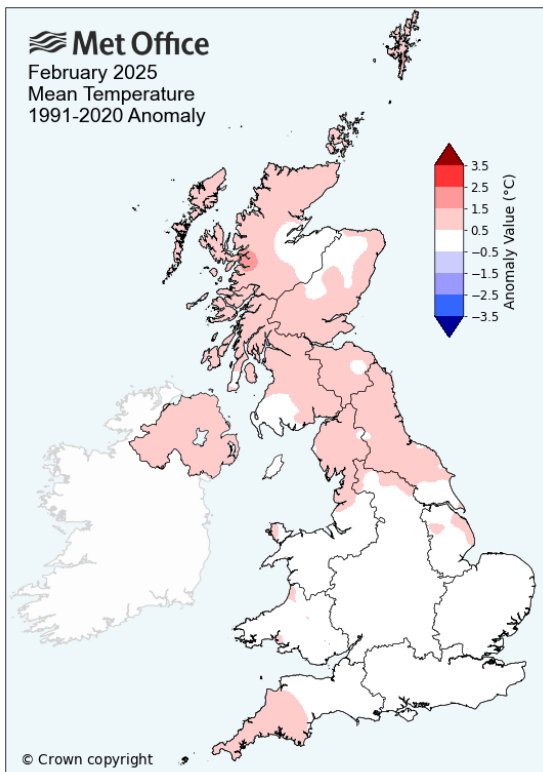 Met Office
February 2025
Mean Temperature
1991-2020 Anomaly
3.5
2.5
1.5
0.5
−0.5
−1.5
−2.5
−3.5
Anomaly Value (°C)
© Crown copyright